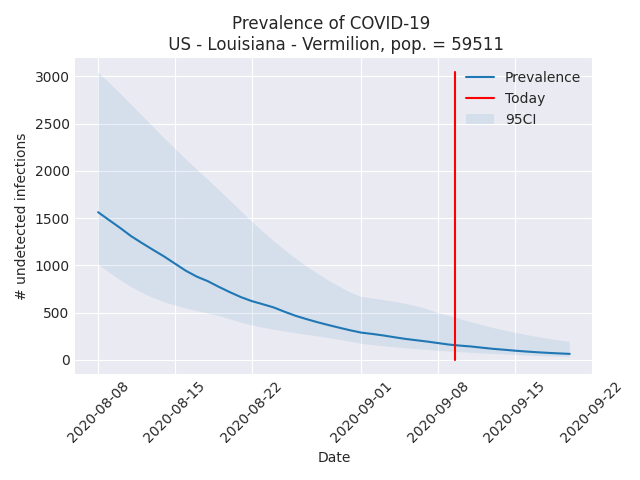 Prevalence of COVID-19
US - Louisiana - Vermilion, pop. = 59511
Prevalence
Today
95CI
3000
2500
2000
1500
1000
500
0
# undetected infections
2020-08-08
2020-08-15
2020-08-22
2020-09-01
2020-09-08
2020-09-15
2020-09-22
Date